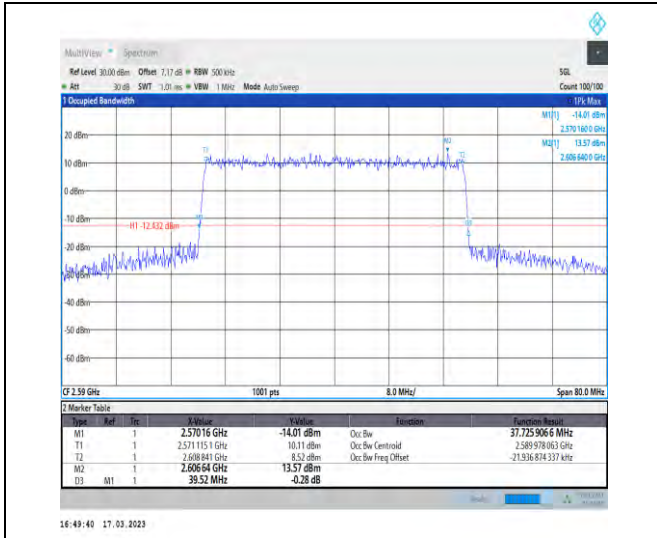 MultiView Spectrum
Ref Level 30.00 dBm Offset 7.17 dB RBW 500 kHz SGL
Att 30 dB SWT 1.01 ms VBW 1 MHz Mode Auto Sweep Count 100/100
1 Occupied Bandwidth 1Pk Max
M1[1] -14.01 dBm
2.570 160 0 GHz
M2[1] 13.57 dBm
2.606 640 0 GHz
20 dBm
M2
T1
T2
10 dBm
0 dBm
-10 dBm
M1
D3
H1 -12.432 dBm
-20 dBm
-30 dBm
-40 dBm
-50 dBm
-60 dBm
CF 2.59 GHz 1001 pts 8.0 MHz/ Span 80.0 MHz
2 Marker Table
Type Ref Trc X-Value Y-Value Function Function Result
M1 1 2.570 16 GHz -14.01 dBm Occ Bw 37.725 906 6 MHz
T1 1 2.571 115 1 GHz 10.11 dBm Occ Bw Centroid 2.589 978 063 GHz
T2 1 2.608 841 GHz 8.52 dBm Occ Bw Freq Offset -21.936 874 337 kHz
M2 1 2.606 64 GHz 13.57 dBm
D3 M1 1 39.52 MHz -0.28 dB
16:49:40 17.03.2023